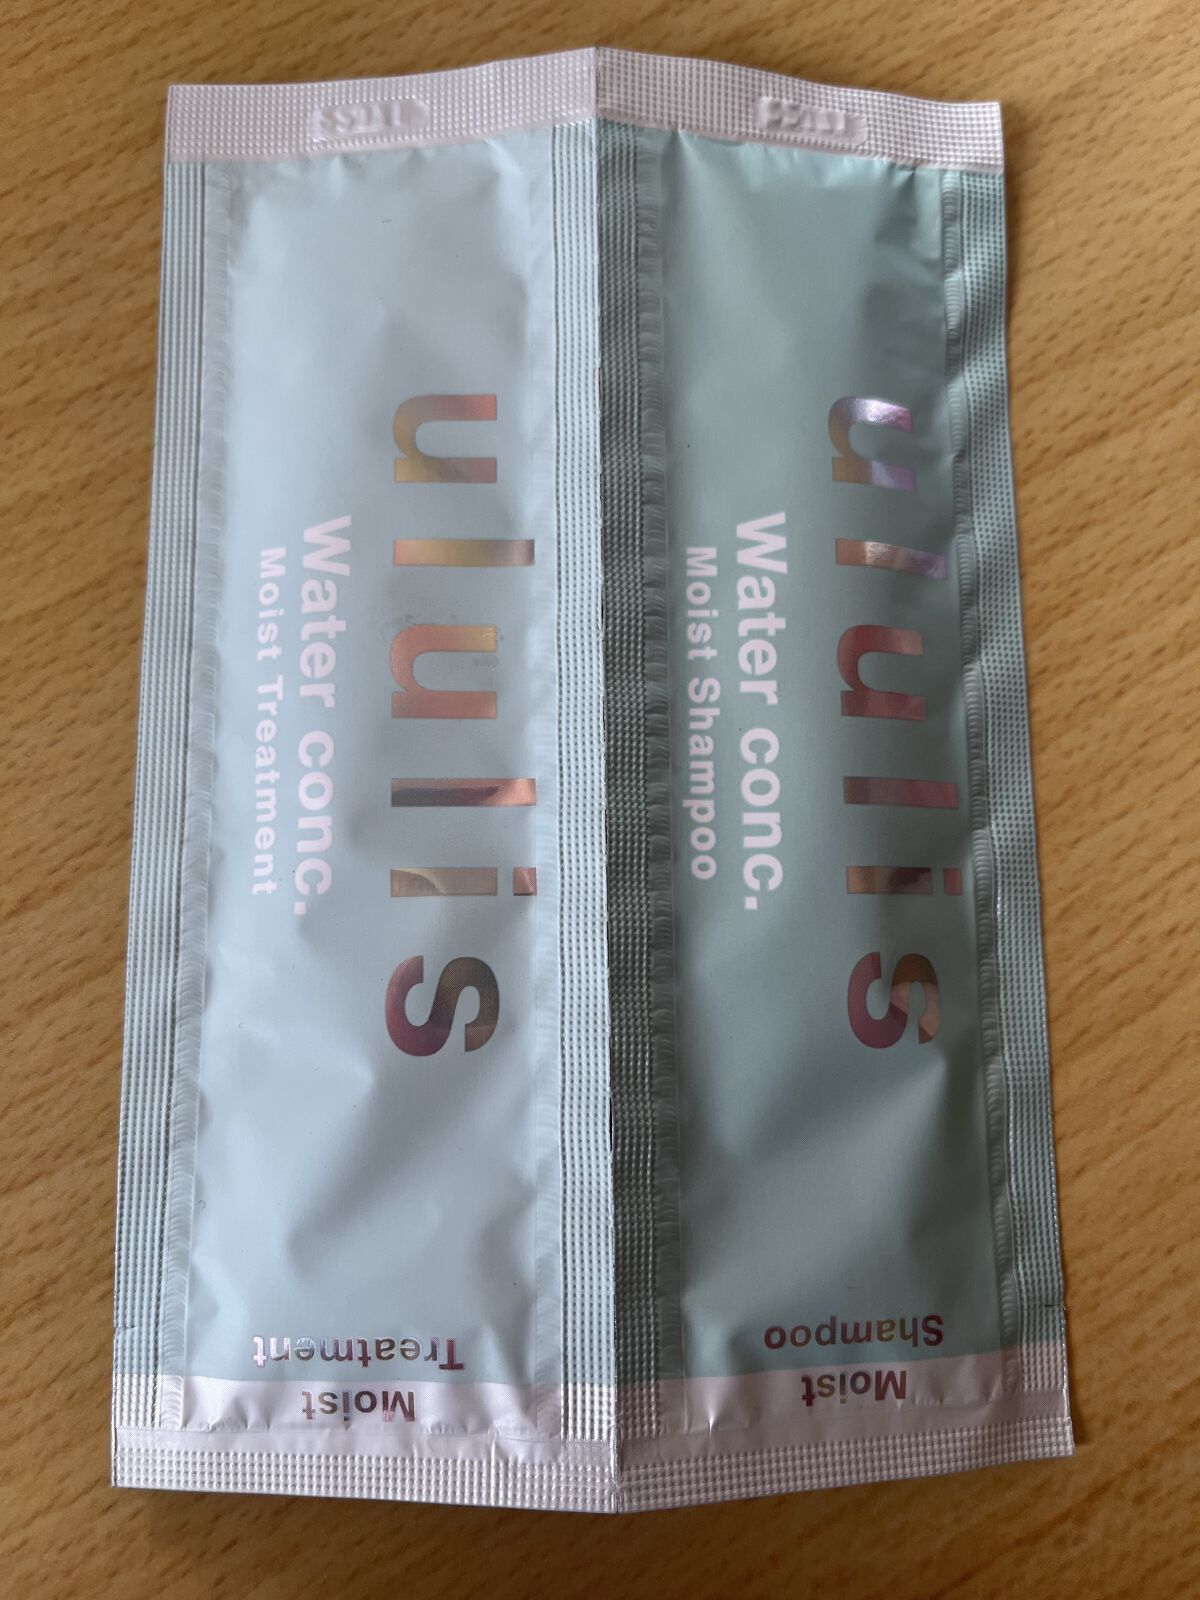 ululis
Water conc.
Moist Treatment
Moist
Treatment
ululis
Water conc.
Moist Shampoo
Moist
Shampoo